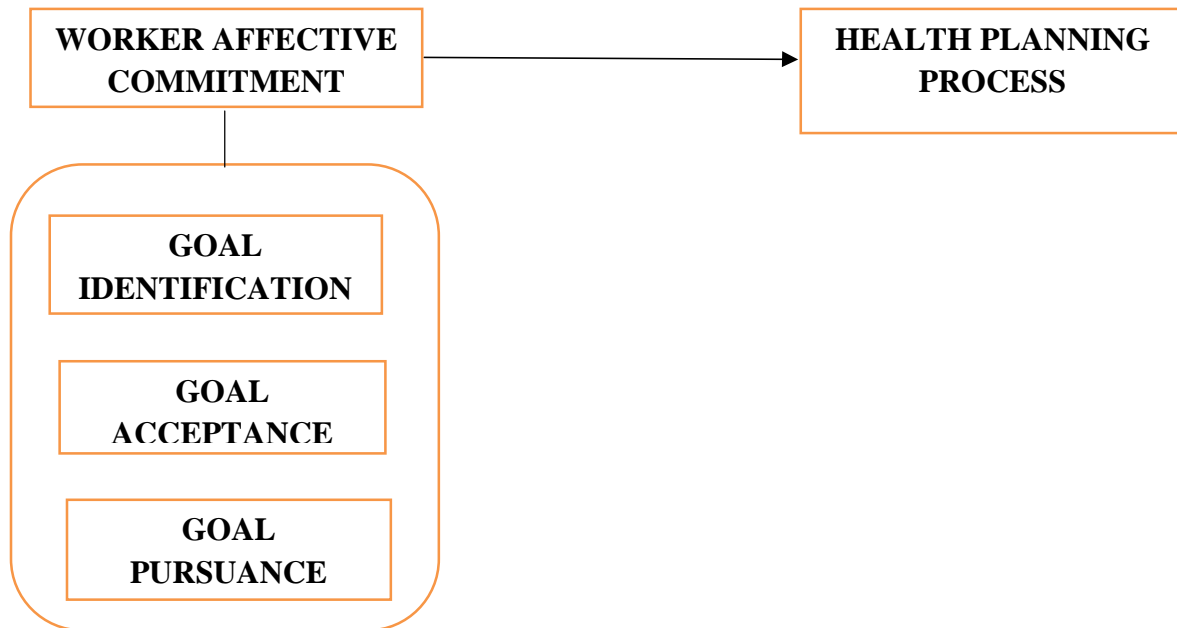 WORKER AFFECTIVE
COMMITMENT
HEALTH PLANNING
PROCESS
GOAL
IDENTIFICATION
GOAL
ACCEPTANCE
GOAL
PURSUANCE